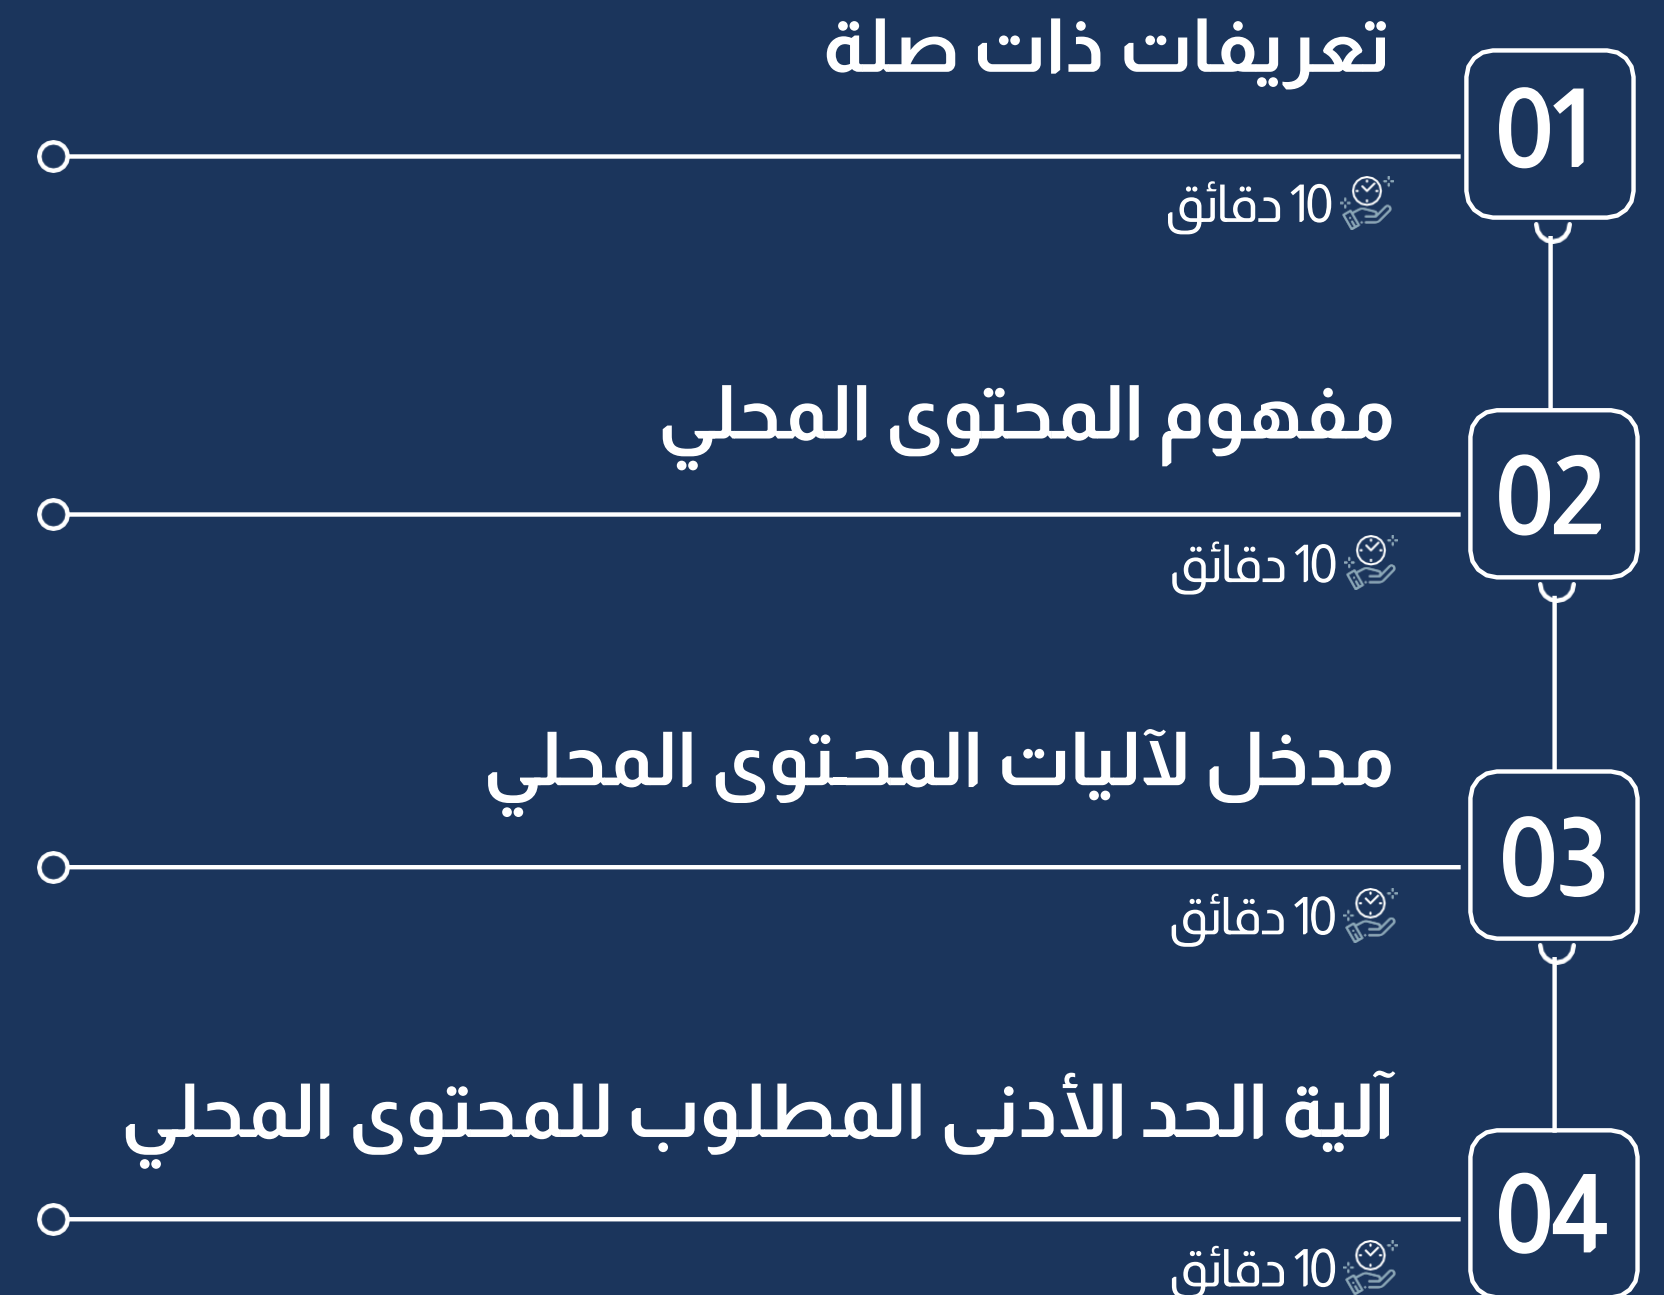 01
تعريفات ذات صلة
10 دقائق
02
مفهوم المحتوى المحلي
10 دقائق
03
مدخل لآليات المحتوى المحلي
10 دقائق
04
آلية الحد الأدنى المطلوب للمحتوى المحلي
10 دقائق